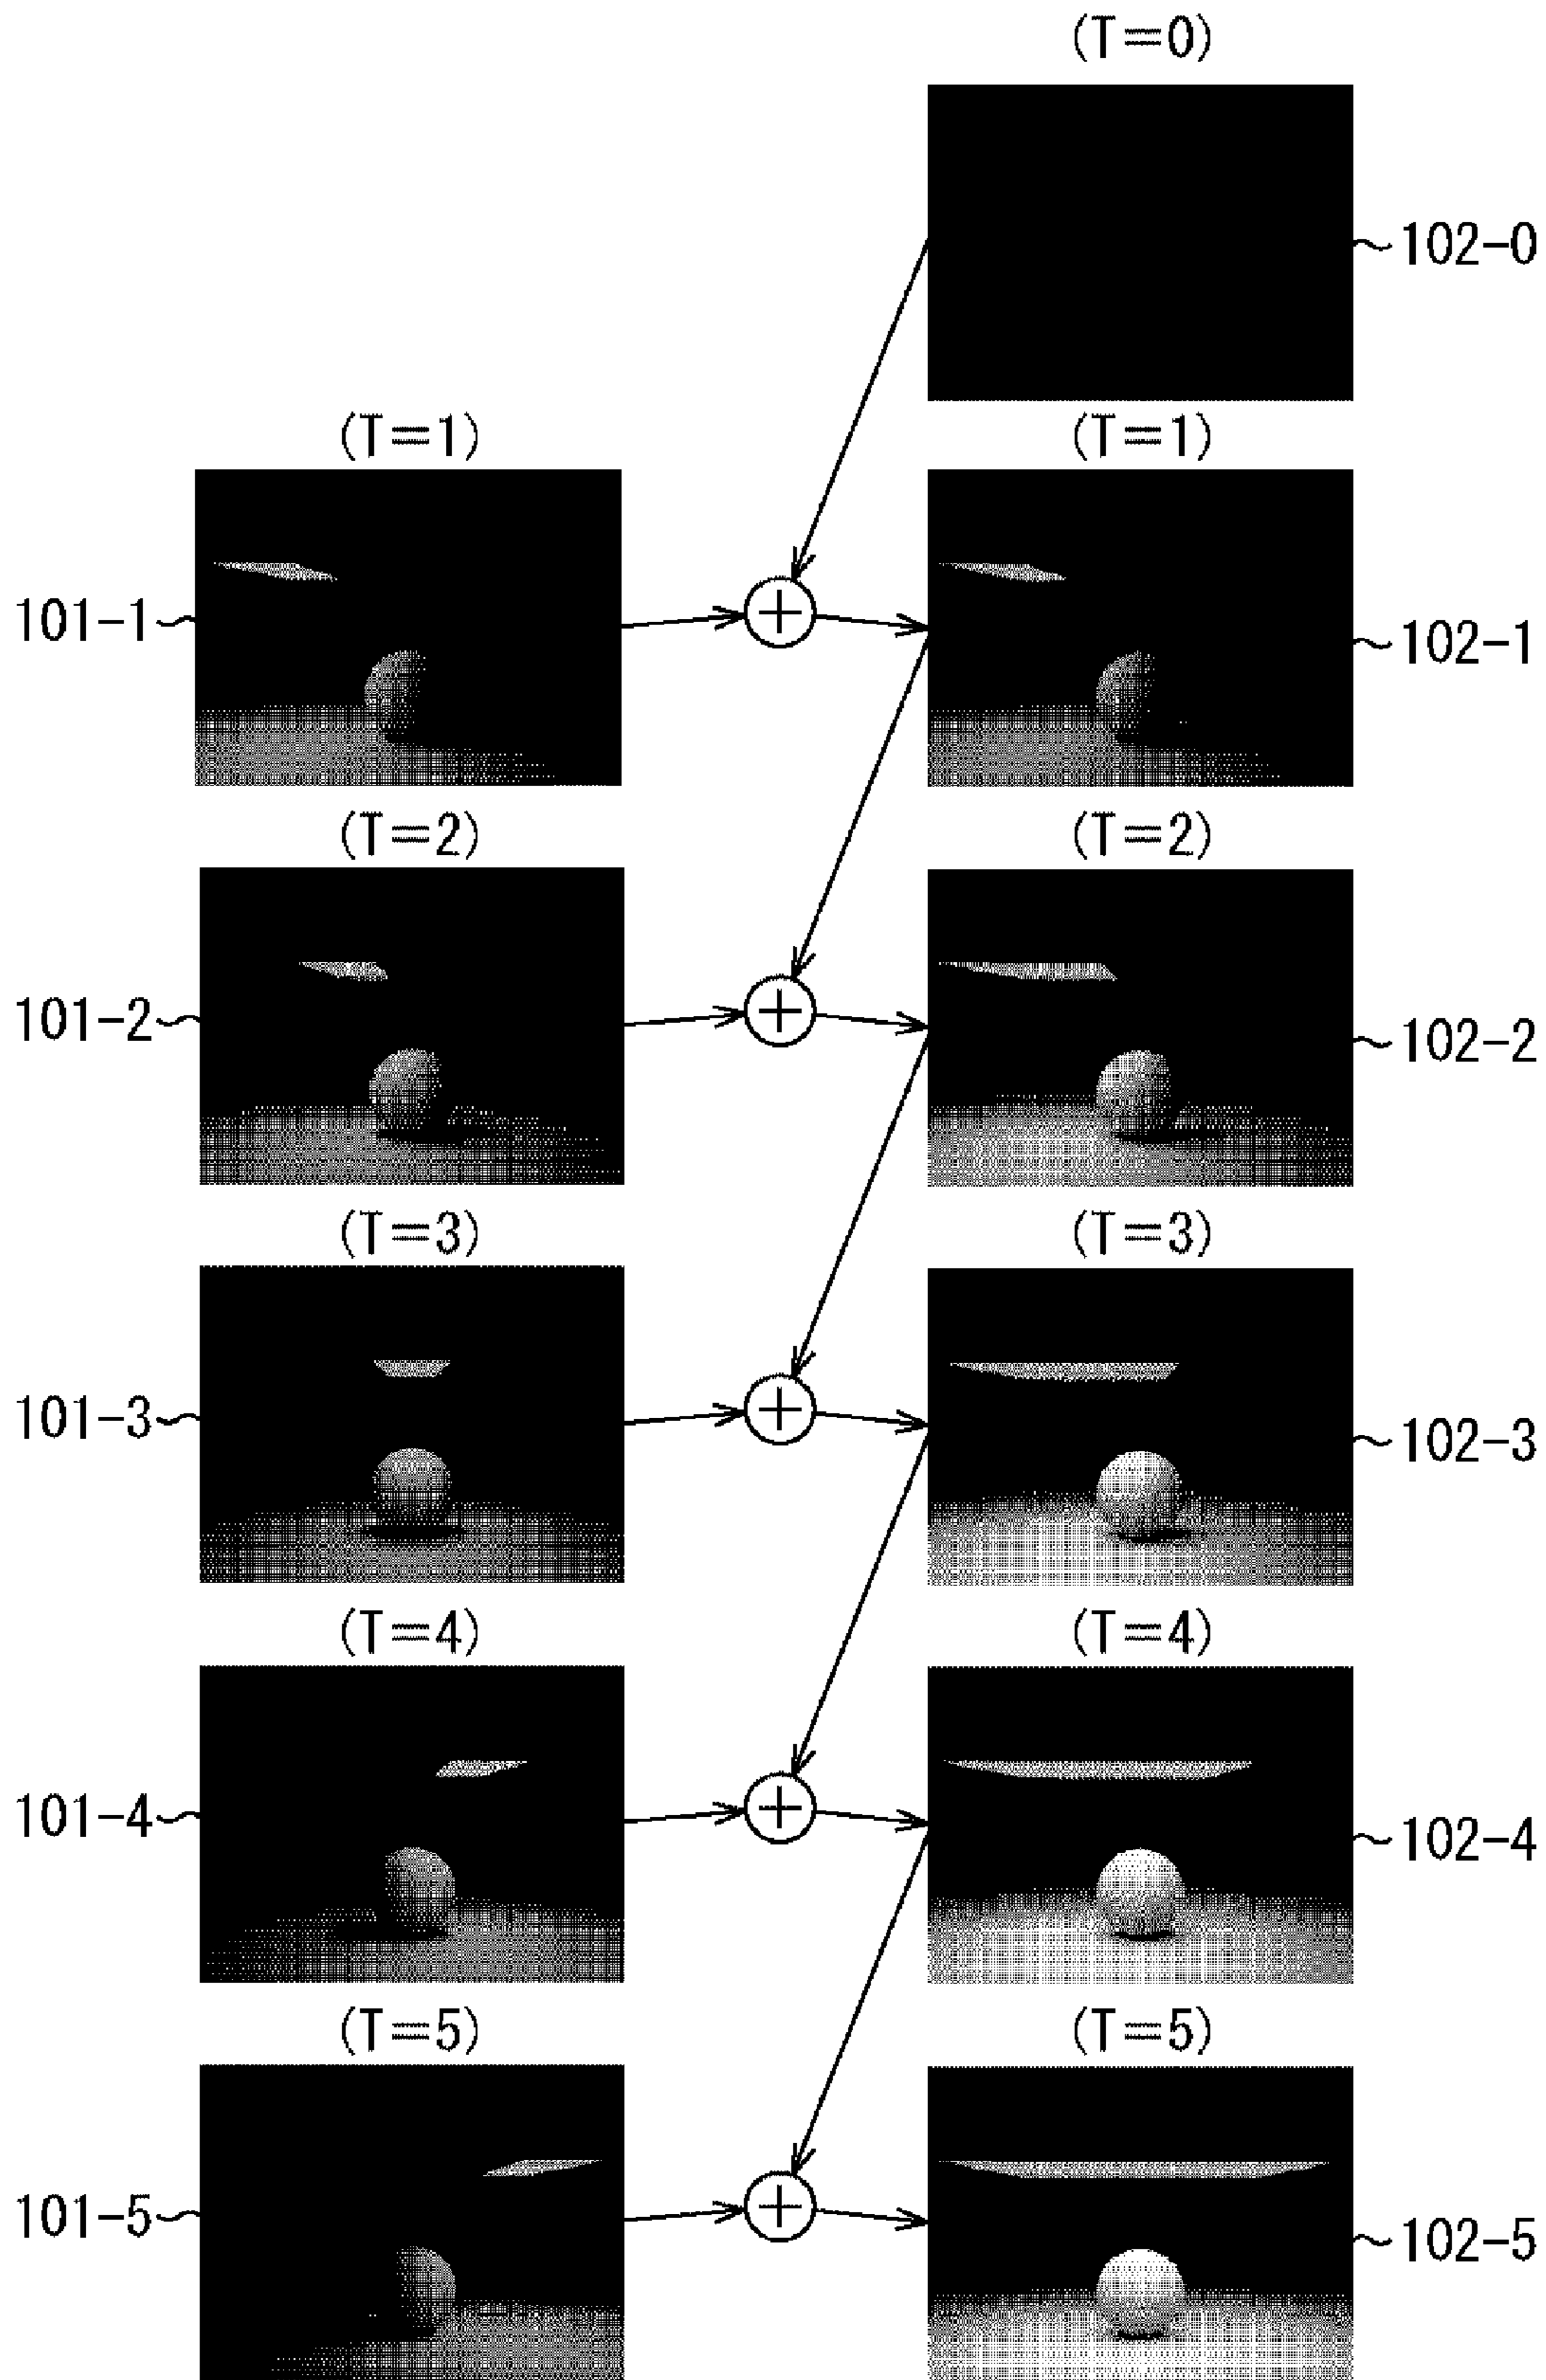 (T=0)
102-0
(T=1) (T=1)
101-1 102-1
(T=2) (T=2)
101-2 102-2
(T=3) (T=3)
101-3 102-3
(T=4) (T=4)
101-4 102-4
(T=5) (T=5)
101-5 102-5